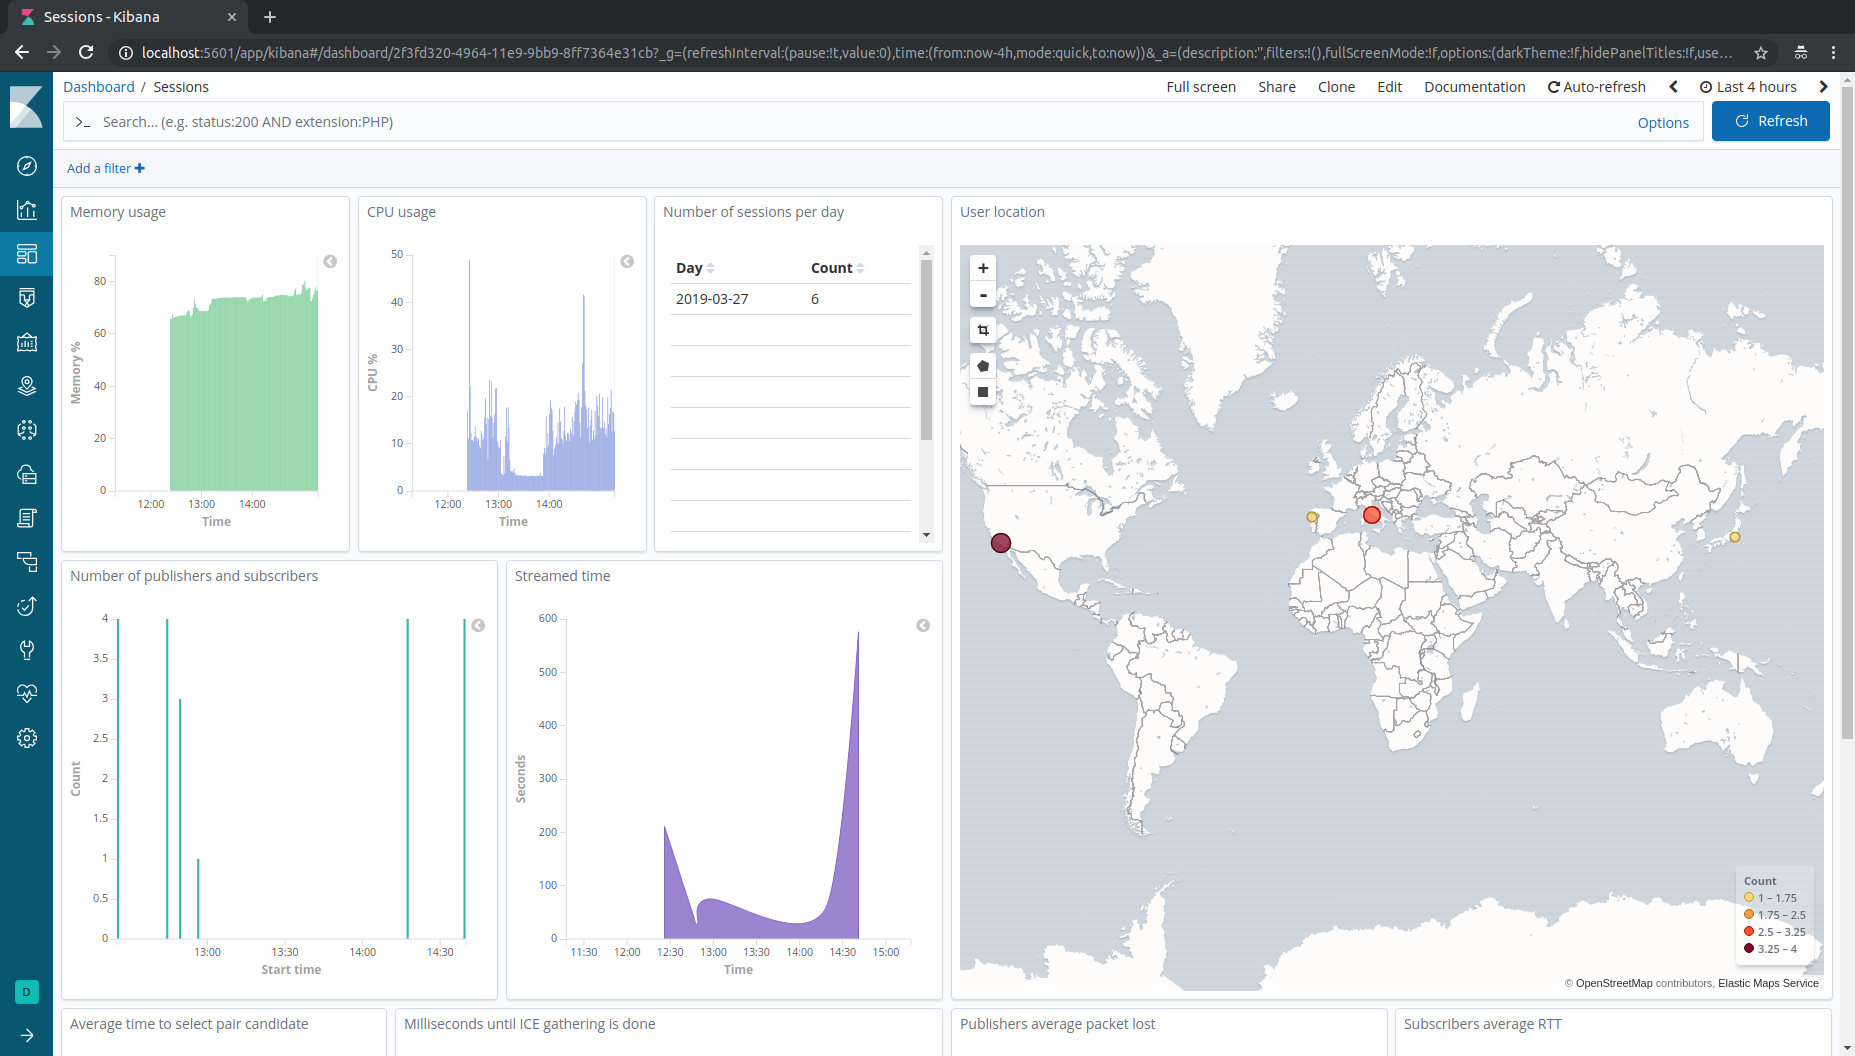 Sessions - Kibana
localhost:5601/app/kibana#/dashboard/2f3fd320-4964-11e9-9bb9-8ff7364e31cb?_g=(refreshInterval:(pause:!t,value:0),time:(from:now-4h,mode:quick,to:now))&_a=(description:'',filters:!(),fullScreenMode:!f,options:(darkTheme:!f,hidePanelTitles:!f,use...
Dashboard / Sessions
Full screen Share Clone Edit Documentation Auto-refresh Last 4 hours
>_ Search... (e.g. status:200 AND extension:PHP)
Options
Refresh
Add a filter +
Memory usage
80
60
40
20
0
Memory %
12:00 13:00 14:00
Time
CPU usage
50
40
30
20
10
0
CPU %
12:00 13:00 14:00
Time
Number of sessions per day
Day Count
2019-03-27 6
User location
+
-
Count
1 – 1.75
1.75 – 2.5
2.5 – 3.25
3.25 – 4
© OpenStreetMap contributors, Elastic Maps Service
Number of publishers and subscribers
4
3.5
3
2.5
2
1.5
1
0.5
0
Count
13:00 13:30 14:00 14:30
Start time
Streamed time
600
500
400
300
200
100
0
Seconds
11:30 12:00 12:30 13:00 13:30 14:00 14:30 15:00
Time
D
Average time to select pair candidate
Milliseconds until ICE gathering is done
Publishers average packet lost
Subscribers average RTT